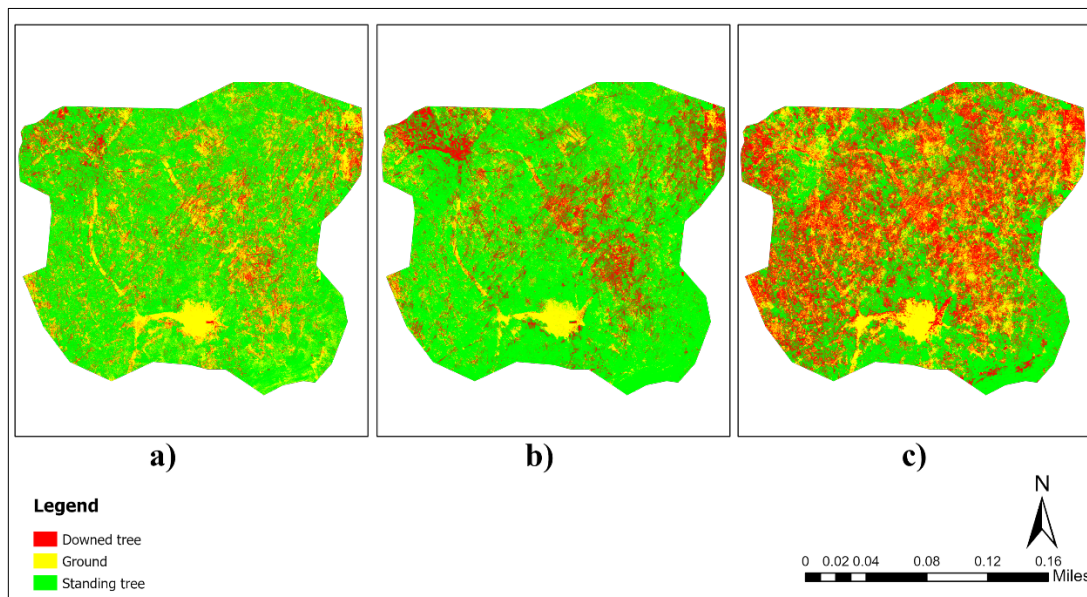 a)
b)
c)
Legend
Downed tree
Ground
Standing tree
N
0 0.02 0.04 0.08 0.12 0.16
Miles